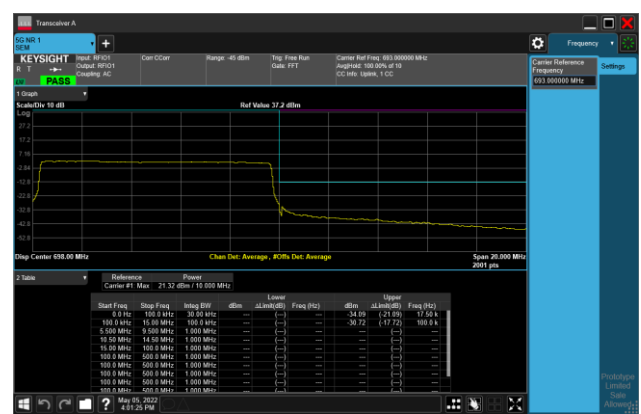 Transceiver A
5G NR.1
SEM
Frequency
KEYSIGHT
R T
PASS
Input: RFIO1
Output: RFIO1
Coupling: AC
Corr CCorr
Range: -45 dBm
Trig: Free Run
Gate: FFT
Carrier Ref Freq: 693.000000 MHz
Avg|Hold: 100.00% of 10
CC Info: Uplink, 1 CC
Carrier Reference
Frequency
693.000000 MHz
Settings
1 Graph
Scale/Div 10 dB
Ref Value 37.2 dBm
Log
27.2
17.2
7.18
-2.84
-12.8
-22.8
-32.8
-42.8
-52.8
Disp Center 698.00 MHz
Chan Det: Average , #Offs Det: Average
Span 20.000 MHz
2001 pts
2 Table
Reference Power
Carrier #1 Max 21.32 dBm / 10.000 MHz
Lower Upper
Start Freq Stop Freq Integ BW dBm ΔLimit(dB) Freq (Hz) dBm ΔLimit(dB) Freq (Hz)
0.0 Hz 100.0 kHz 30.00 kHz --- (---) --- -34.09 (-21.09) 17.50 k
100.0 kHz 15.00 MHz 100.0 kHz --- (---) --- -30.72 (-17.72) 100.0 k
5.500 MHz 9.500 MHz 1.000 MHz --- (---) --- --- (---) ---
10.50 MHz 14.50 MHz 1.000 MHz --- (---) --- --- (---) ---
15.00 MHz 100.0 MHz 1.000 MHz --- (---) --- --- (---) ---
100.0 MHz 500.0 MHz 1.000 MHz --- (---) --- --- (---) ---
100.0 MHz 500.0 MHz 1.000 MHz --- (---) --- --- (---) ---
100.0 MHz 500.0 MHz 1.000 MHz --- (---) --- --- (---) ---
100.0 MHz 500.0 MHz 1.000 MHz --- (---) --- --- (---) ---
100.0 MHz 500.0 MHz 1.000 MHz --- (---) --- --- (---) ---
May 05, 2022
4:01:25 PM
Prototype
Limited
Sale
Allowed